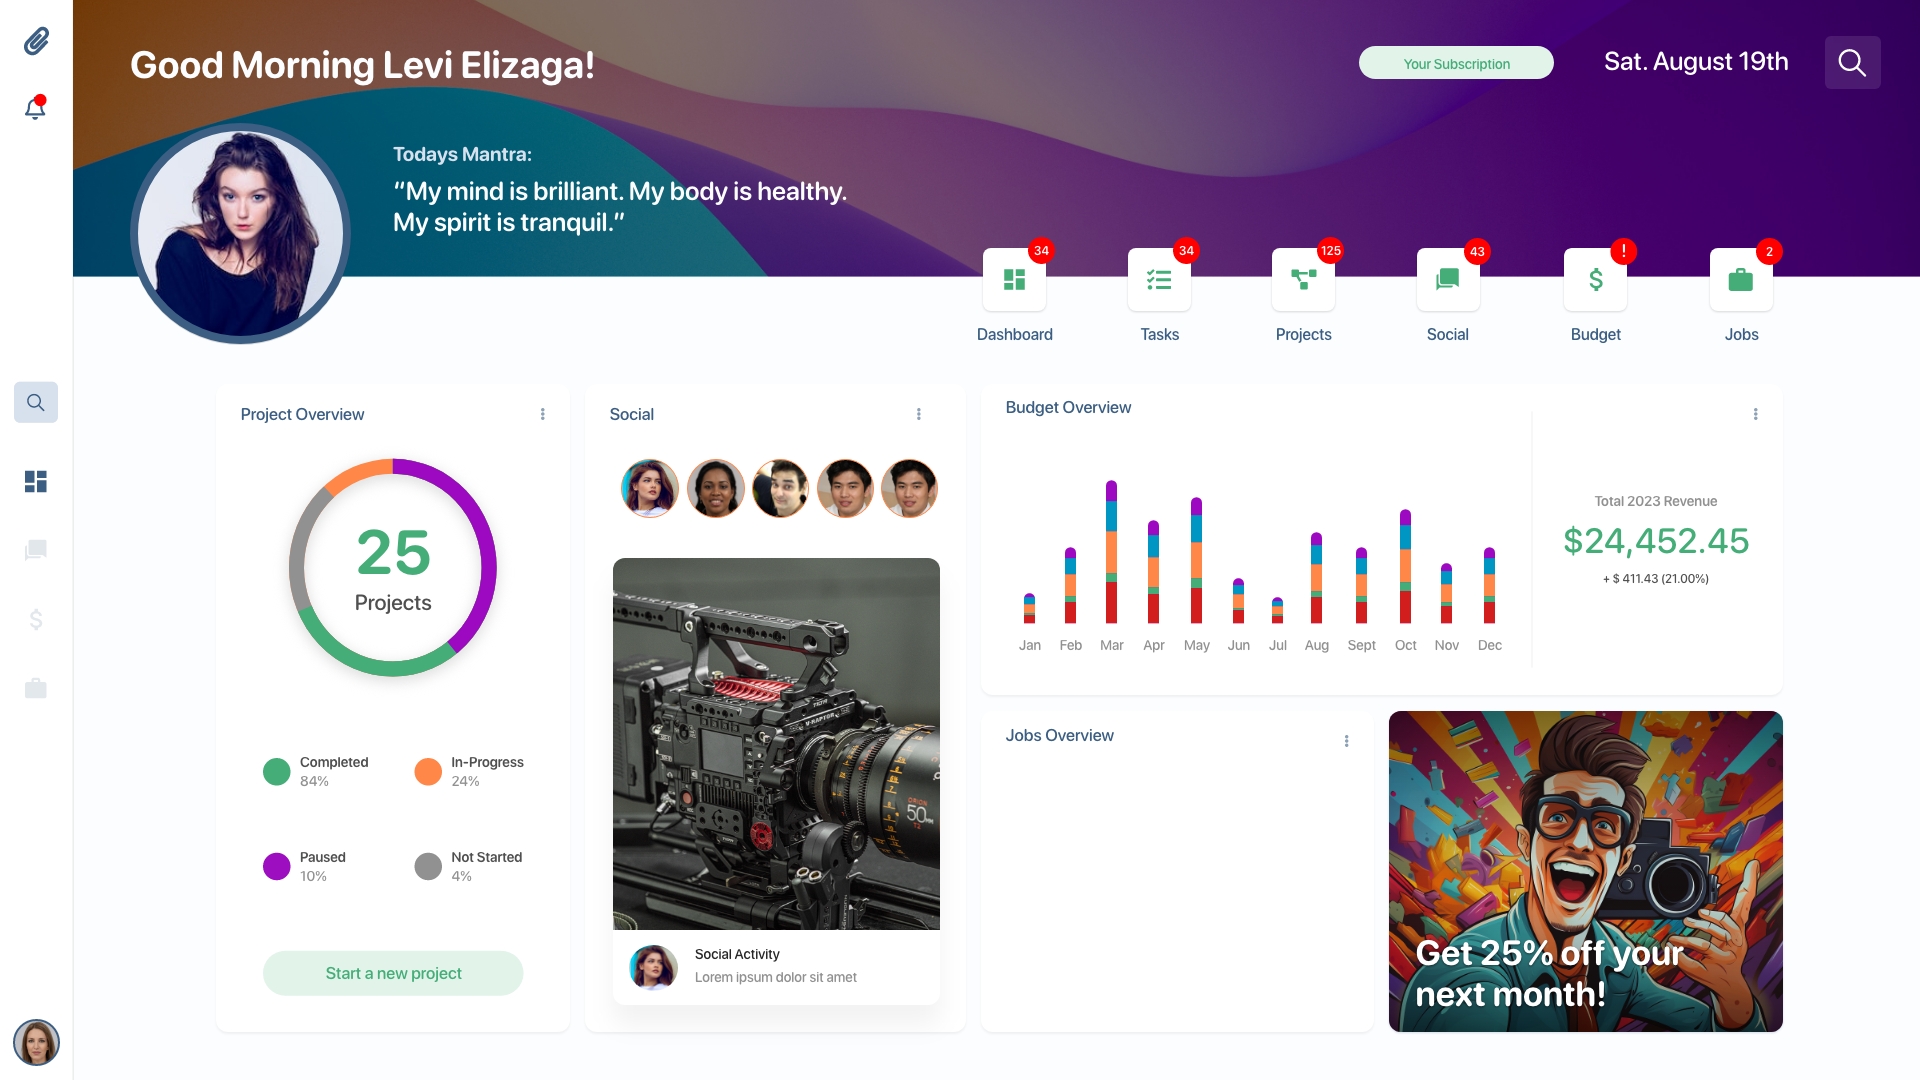 Good Morning Levi Elizaga!
Your Subscription
Sat. August 19th
Todays Mantra:
“My mind is brilliant. My body is healthy.
My spirit is tranquil.”
34
34
125
43
!
2
Dashboard
Tasks
Projects
Social
Budget
Jobs
Project Overview
25
Projects
Completed
84%
In-Progress
24%
Paused
10%
Not Started
4%
Start a new project
Social
V-RAPTOR
ORION
50MM
T2
Social Activity
Lorem ipsum dolor sit amet
Budget Overview
Jan Feb Mar Apr May Jun Jul Aug Sept Oct Nov Dec
Total 2023 Revenue
$24,452.45
+ $ 411.43 (21.00%)
Jobs Overview
Get 25% off your
next month!